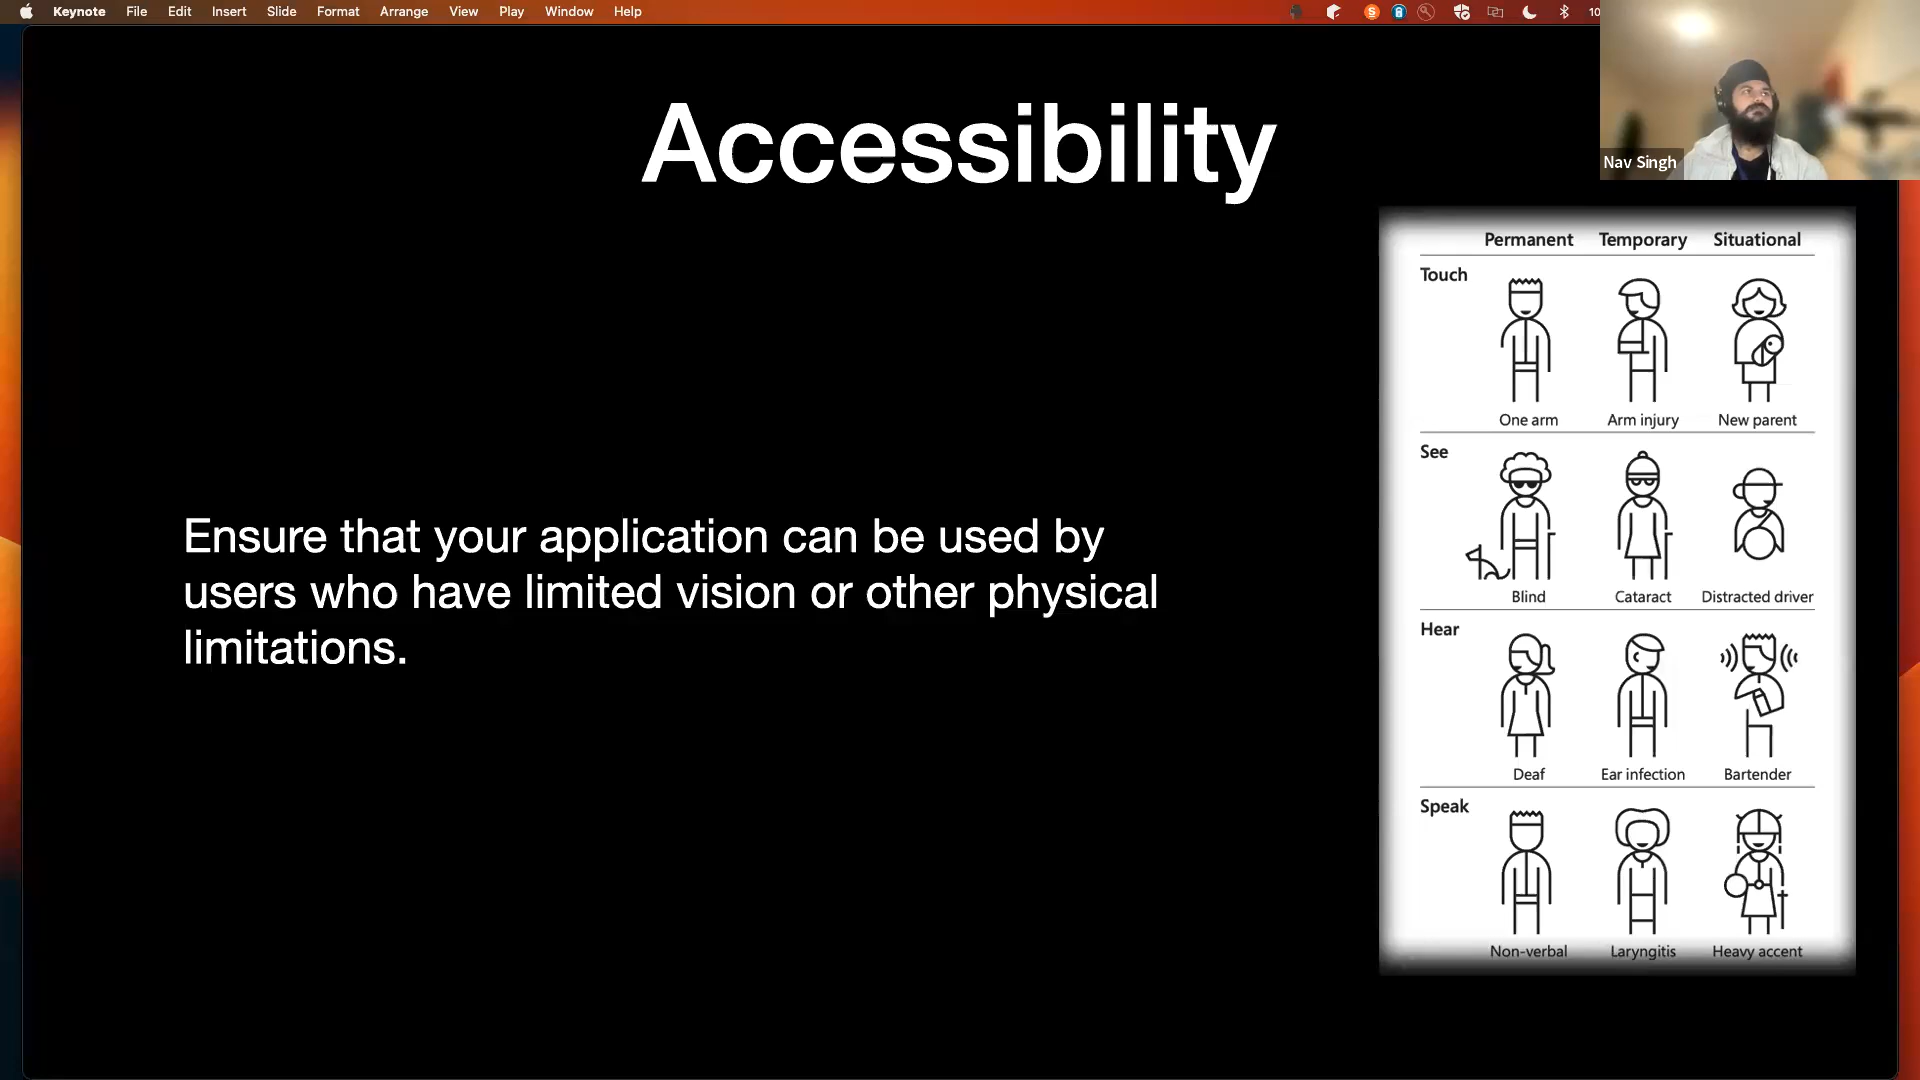 Keynote File Edit Insert Slide Format Arrange View Play Window Help
S
10
Nav Singh
Accessibility
Ensure that your application can be used by
users who have limited vision or other physical
limitations.
Permanent Temporary Situational
Touch
One arm Arm injury New parent
See
Blind Cataract Distracted driver
Hear
Deaf Ear infection Bartender
Speak
Non-verbal Laryngitis Heavy accent